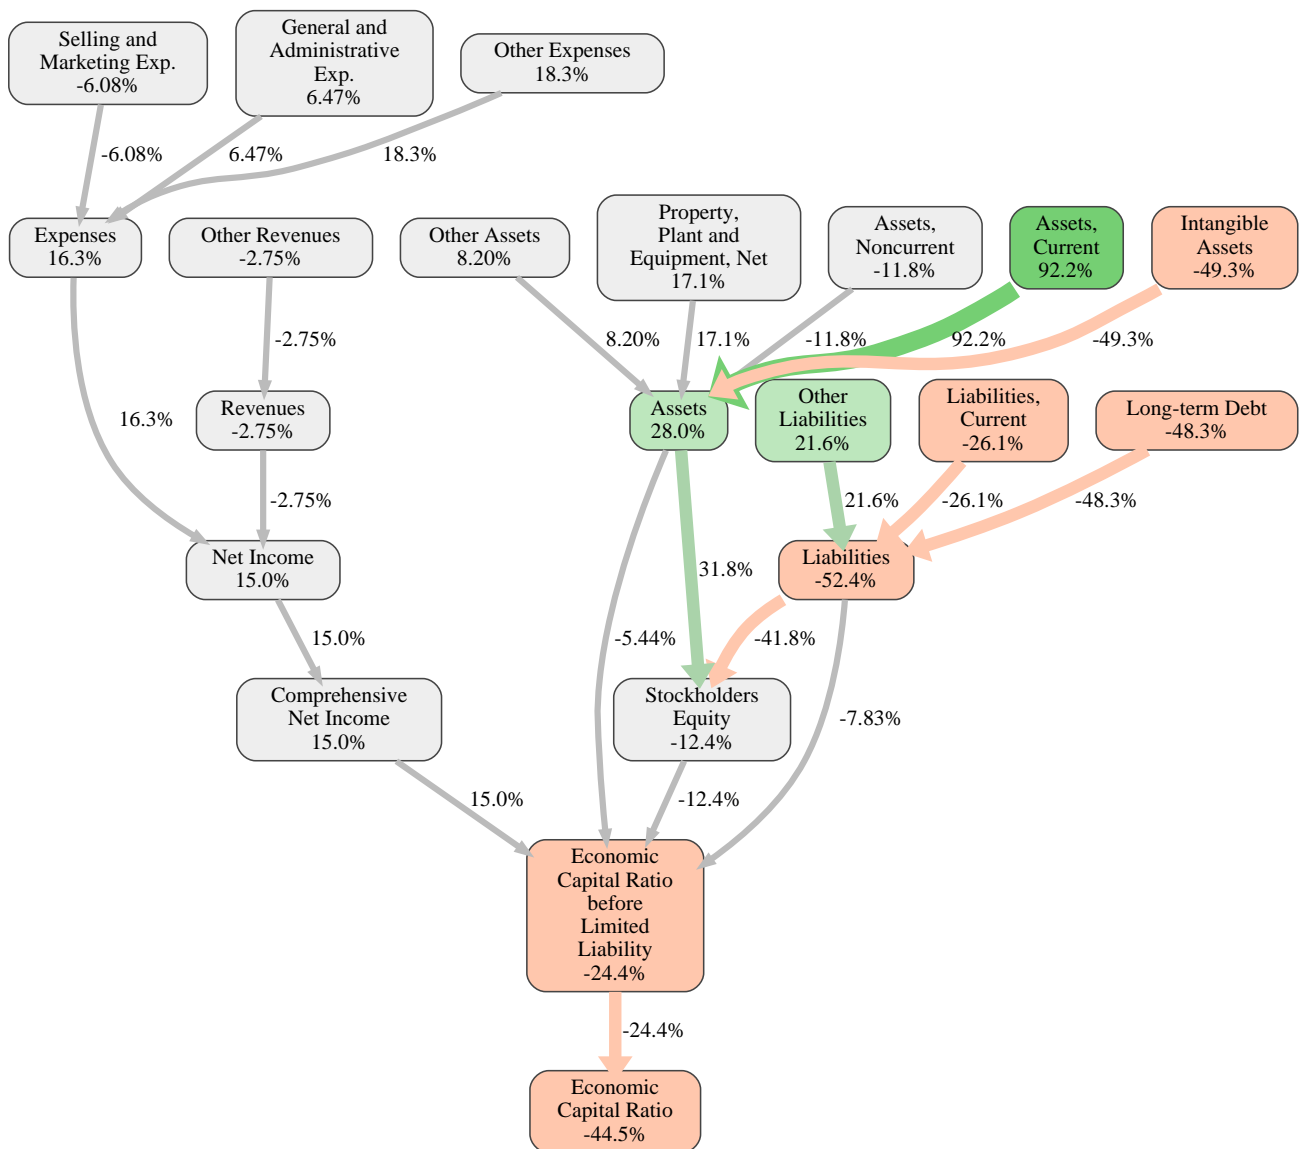 Selling and
Marketing Exp.
-6.08%
General and
Administrative
Exp.
6.47%
Other Expenses
18.3%
-6.08%
6.47%
18.3%
Expenses
16.3%
Other Revenues
-2.75%
Other Assets
8.20%
Property,
Plant and
Equipment, Net
17.1%
Assets,
Noncurrent
-11.8%
Assets,
Current
92.2%
Intangible
Assets
-49.3%
-2.75%
8.20%
17.1%
-11.8%
92.2%
-49.3%
16.3%
Revenues
-2.75%
Assets
28.0%
Other
Liabilities
21.6%
Liabilities,
Current
-26.1%
Long-term Debt
-48.3%
-2.75%
21.6%
-26.1%
-48.3%
Net Income
15.0%
31.8%
Liabilities
-52.4%
15.0%
-5.44%
-41.8%
Comprehensive
Net Income
15.0%
Stockholders
Equity
-12.4%
-7.83%
15.0%
-12.4%
Economic
Capital Ratio
before
Limited
Liability
-24.4%
-24.4%
Economic
Capital Ratio
-44.5%